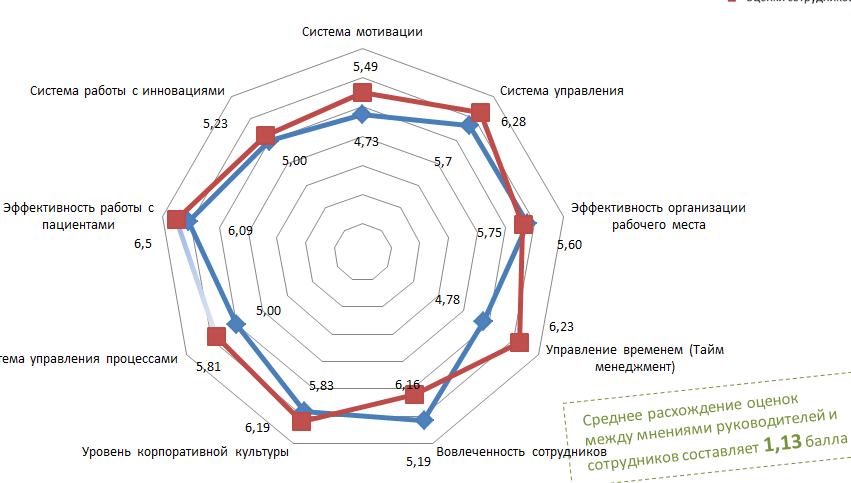 Система мотивации
5,49
Система работы с инновациями
Система управления
5,23
6,28
4,73
5,00
5,7
Эффективность работы с
пациентами
Эффективность организации
рабочего места
6,5
6,09
5,75
5,60
5,00
4,78
6,23
управления процессами
5,81
Управление временем (Тайм
менеджмент)
5,83
6,16
6,19
Уровень корпоративной культуры
Вовлеченность сотрудников
5,19
Среднее расхождение оценок
между мнениями руководителей и
сотрудников составляет 1,13 балла